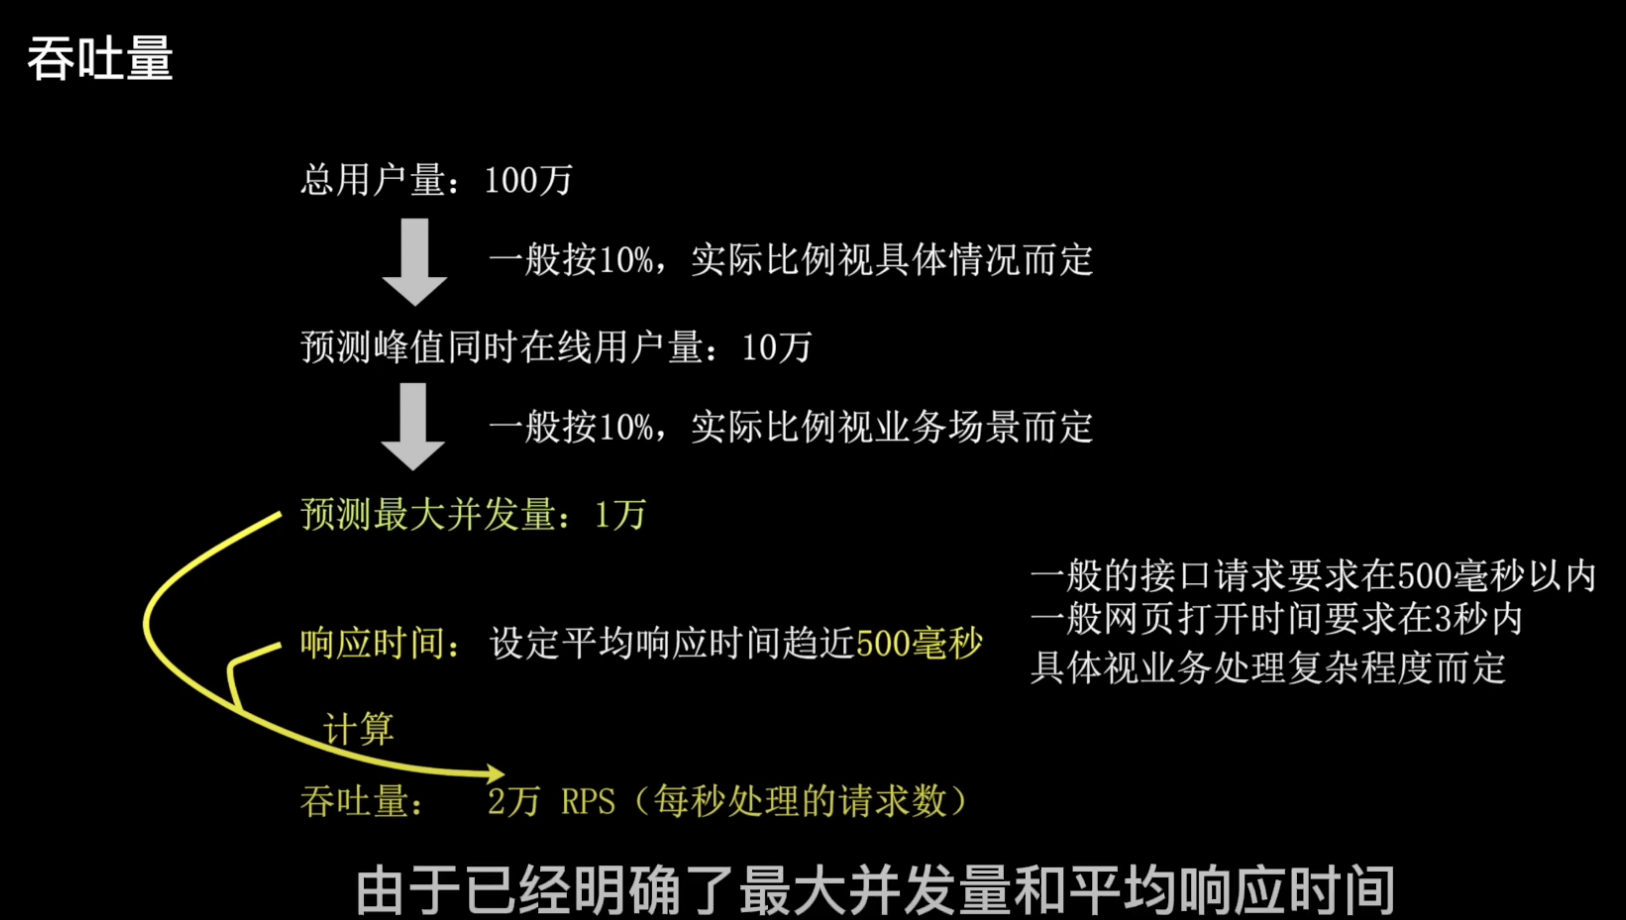 吞吐量
总用户量：100万
一般按10%，实际比例视具体情况而定
预测峰值同时在线用户量：10万
一般按10%，实际比例视业务场景而定
预测最大并发量：1万
一般的接口请求要求在500毫秒以内
一般网页打开时间要求在3秒内
响应时间： 设定平均响应时间趋近500毫秒
具体视业务处理复杂程度而定
计算
吞吐量： 2万 RPS（每秒处理的请求数）
由于已经明确了最大并发量和平均响应时间